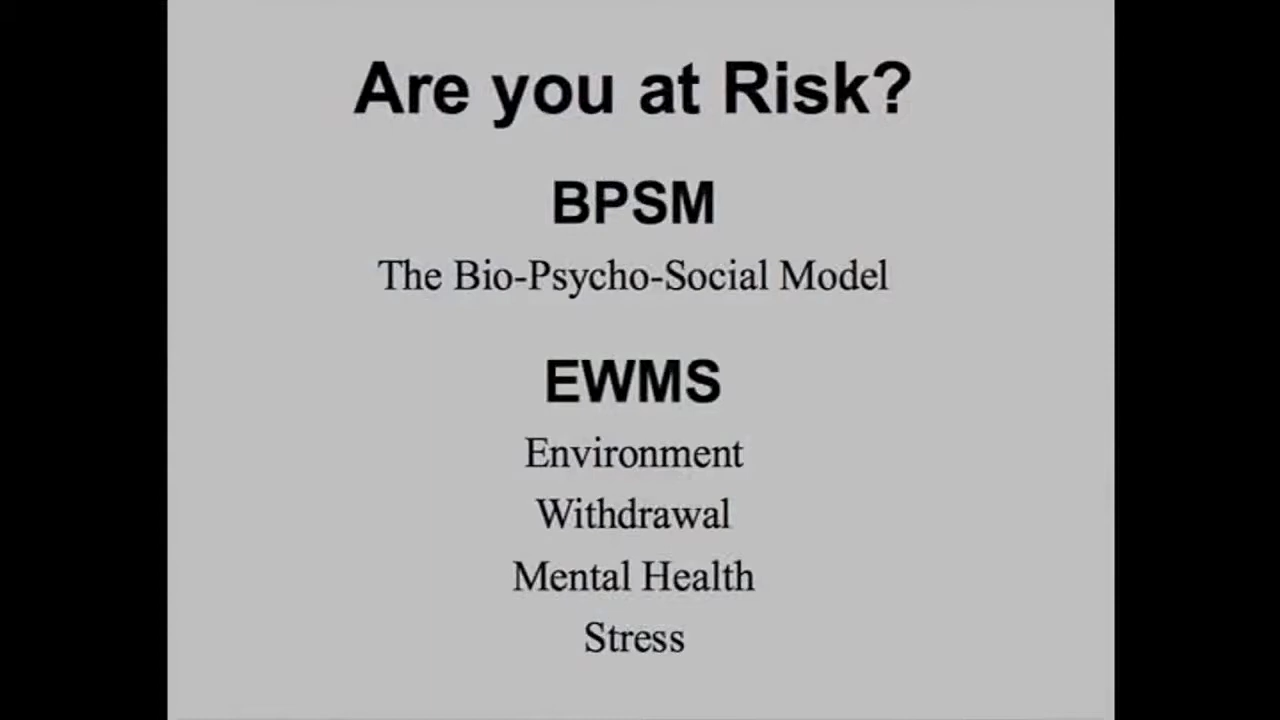 Are you at Risk?
BPSM
The Bio-Psycho-Social Model
EWMS
Environment
Withdrawal
Mental Health
Stress